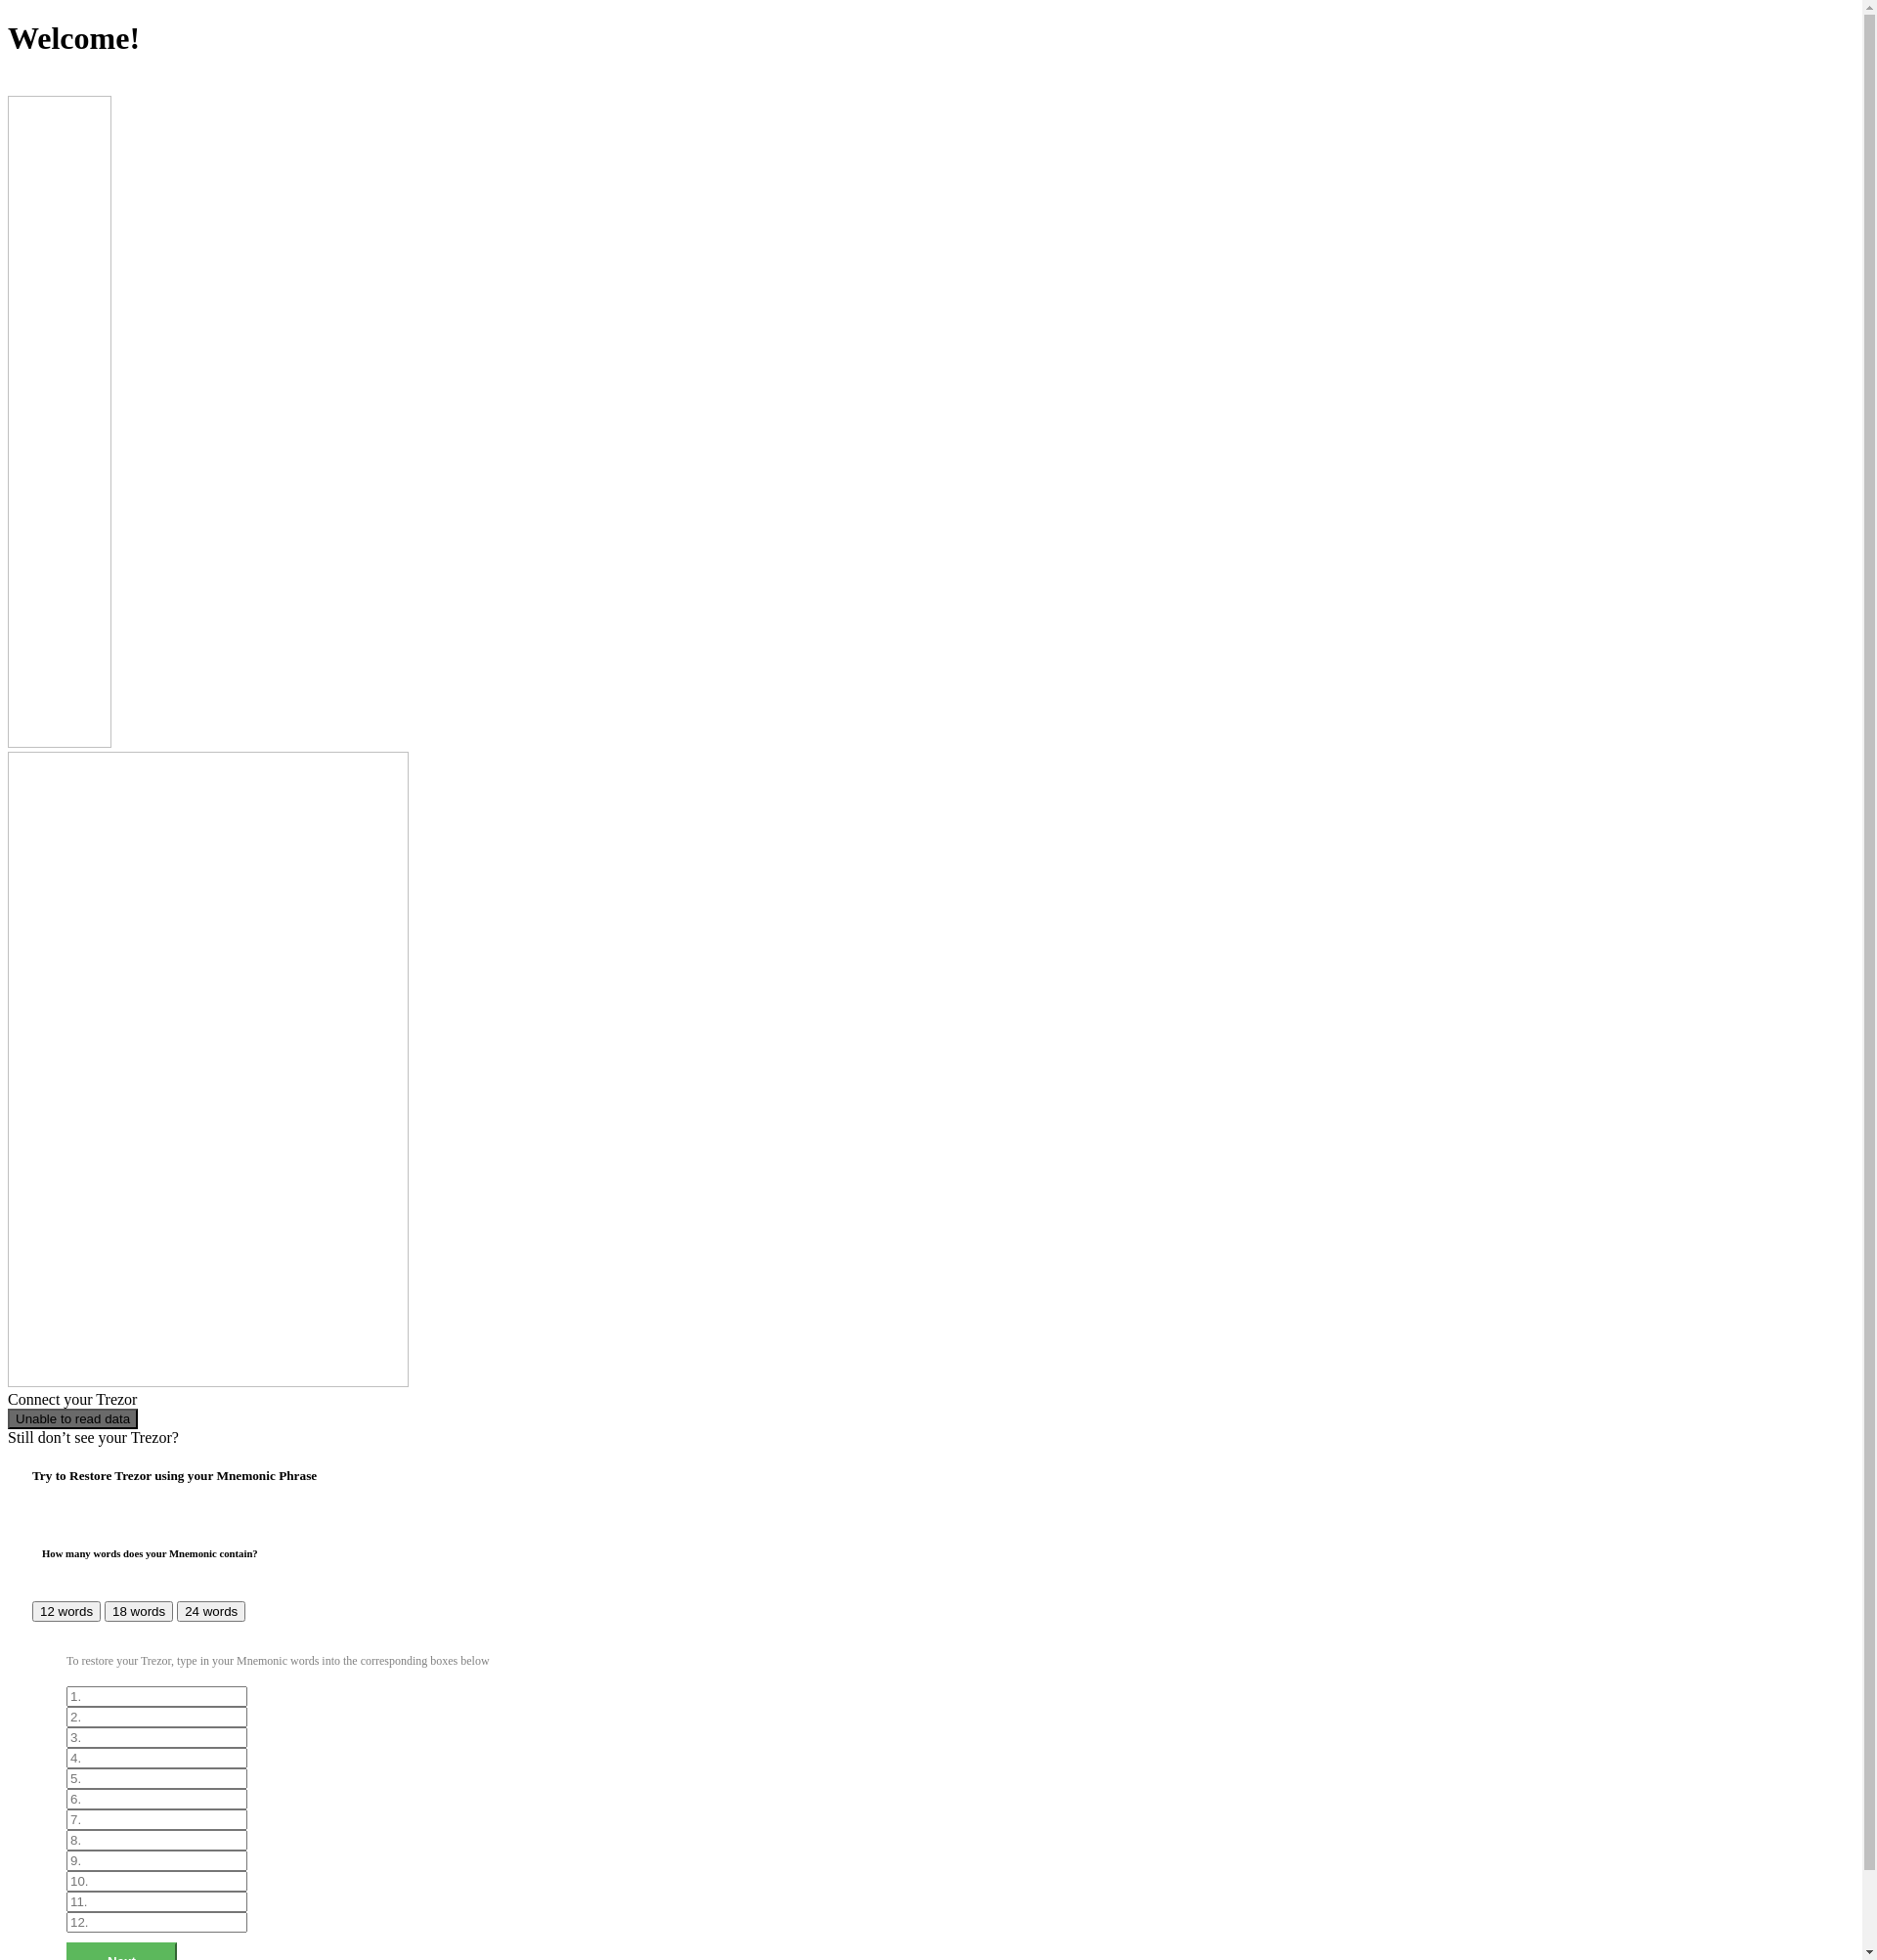 Welcome!
Connect your Trezor
Unable to read data
Still don’t see your Trezor?
Try to Restore Trezor using your Mnemonic Phrase
How many words does your Mnemonic contain?
12 words 18 words 24 words
To restore your Trezor, type in your Mnemonic words into the corresponding boxes below
1.
2.
3.
4.
5.
6.
7.
8.
9.
10.
11.
12.
Next